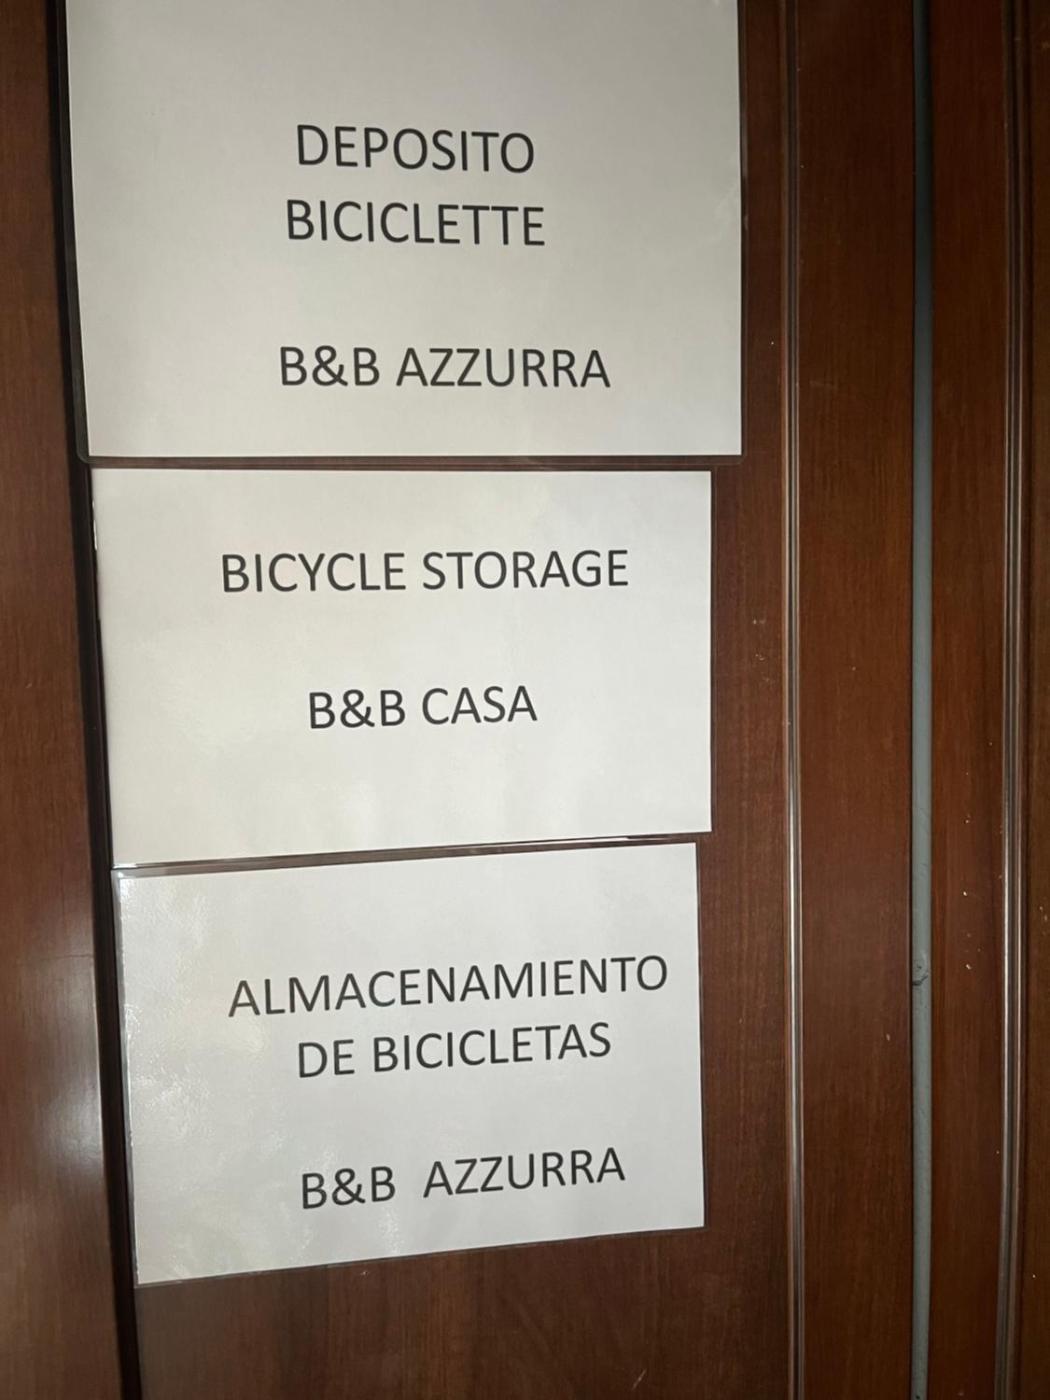 DEPOSITO
BICICLETTE
B&B AZZURRA
BICYCLE STORAGE
B&B CASA
ALMACENAMIENTO
DE BICICLETAS
B&B AZZURRA